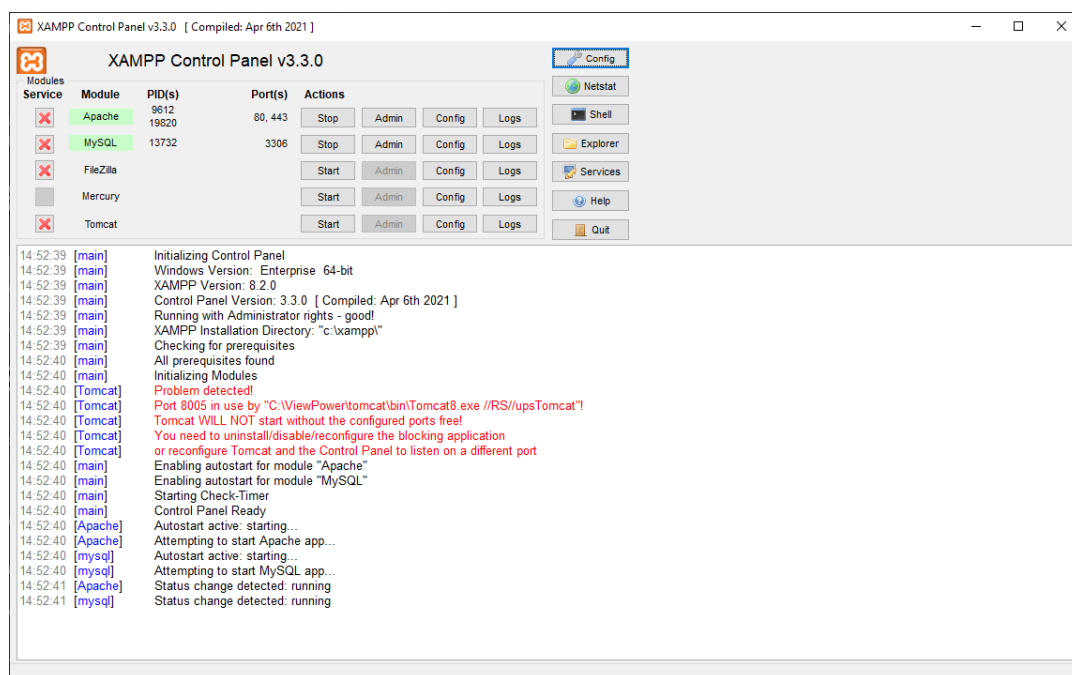 XAMPP Control Panel v3.3.0 [ Compiled: Apr 6th 2021 ]
XAMPP Control Panel v3.3.0
Config
Modules
Service Module PID(s) Port(s) Actions
Netstat
Apache 9612 19820 80, 443 Stop Admin Config Logs
Shell
MySQL 13732 3306 Stop Admin Config Logs
Explorer
FileZilla Start Admin Config Logs
Services
Mercury Start Admin Config Logs
Help
Tomcat Start Admin Config Logs
Quit
14:52:39 [main] Initializing Control Panel
14:52:39 [main] Windows Version: Enterprise 64-bit
14:52:39 [main] XAMPP Version: 8.2.0
14:52:39 [main] Control Panel Version: 3.3.0 [ Compiled: Apr 6th 2021 ]
14:52:39 [main] Running with Administrator rights - good!
14:52:39 [main] XAMPP Installation Directory: "c:\xampp\"
14:52:39 [main] Checking for prerequisites
14:52:40 [main] All prerequisites found
14:52:40 [main] Initializing Modules
14:52:40 [Tomcat] Problem detected!
14:52:40 [Tomcat] Port 8005 in use by "C:\ViewPower\tomcat\bin\Tomcat8.exe //RS//upsTomcat"!
14:52:40 [Tomcat] Tomcat WILL NOT start without the configured ports free!
14:52:40 [Tomcat] You need to uninstall/disable/reconfigure the blocking application
14:52:40 [Tomcat] or reconfigure Tomcat and the Control Panel to listen on a different port
14:52:40 [main] Enabling autostart for module "Apache"
14:52:40 [main] Enabling autostart for module "MySQL"
14:52:40 [main] Starting Check-Timer
14:52:40 [main] Control Panel Ready
14:52:40 [Apache] Autostart active: starting...
14:52:40 [Apache] Attempting to start Apache app...
14:52:40 [mysql] Autostart active: starting...
14:52:40 [mysql] Attempting to start MySQL app...
14:52:41 [Apache] Status change detected: running
14:52:41 [mysql] Status change detected: running